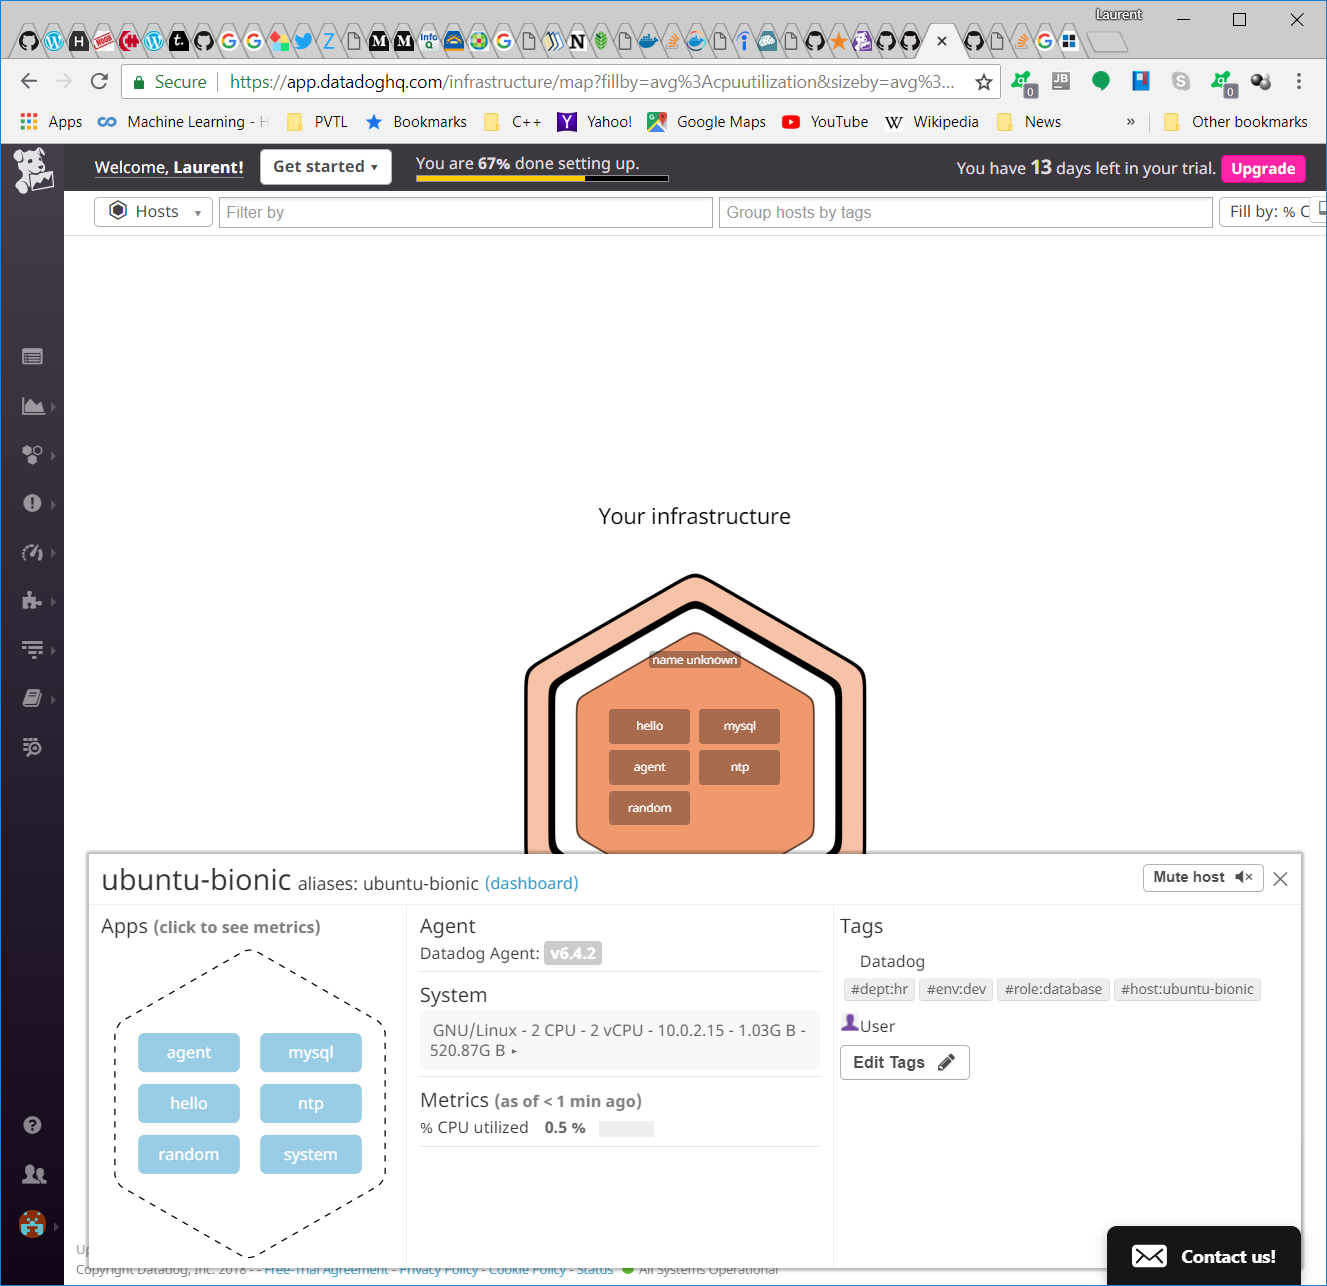 Laurent
Secure https://app.datadoghq.com/infrastructure/map?fillby=avg%3Acpuutilization&sizeby=avg%3...
0 JB 0
Apps Machine Learning - PVTL Bookmarks C++ Yahoo! Google Maps YouTube Wikipedia News » Other bookmarks
Welcome, Laurent! Get started ▾ You are 67% done setting up. You have 13 days left in your trial. Upgrade
Hosts ▾ Filter by Group hosts by tags Fill by: % C
Your infrastructure
name unknown
hello mysql
agent ntp
random
ubuntu-bionic aliases: ubuntu-bionic (dashboard) Mute host
Apps (click to see metrics)
agent mysql
hello ntp
random system
Agent
Datadog Agent: v6.4.2
System
GNU/Linux - 2 CPU - 2 vCPU - 10.0.2.15 - 1.03G B -
520.87G B ▸
Metrics (as of < 1 min ago)
% CPU utilized 0.5 %
Tags
Datadog
#dept:hr #env:dev #role:database #host:ubuntu-bionic
User
Edit Tags
Contact us!
Copyright Datadog, Inc. 2018 - - Free-Trial Agreement - Privacy Policy - Cookie Policy - Status All Systems Operational